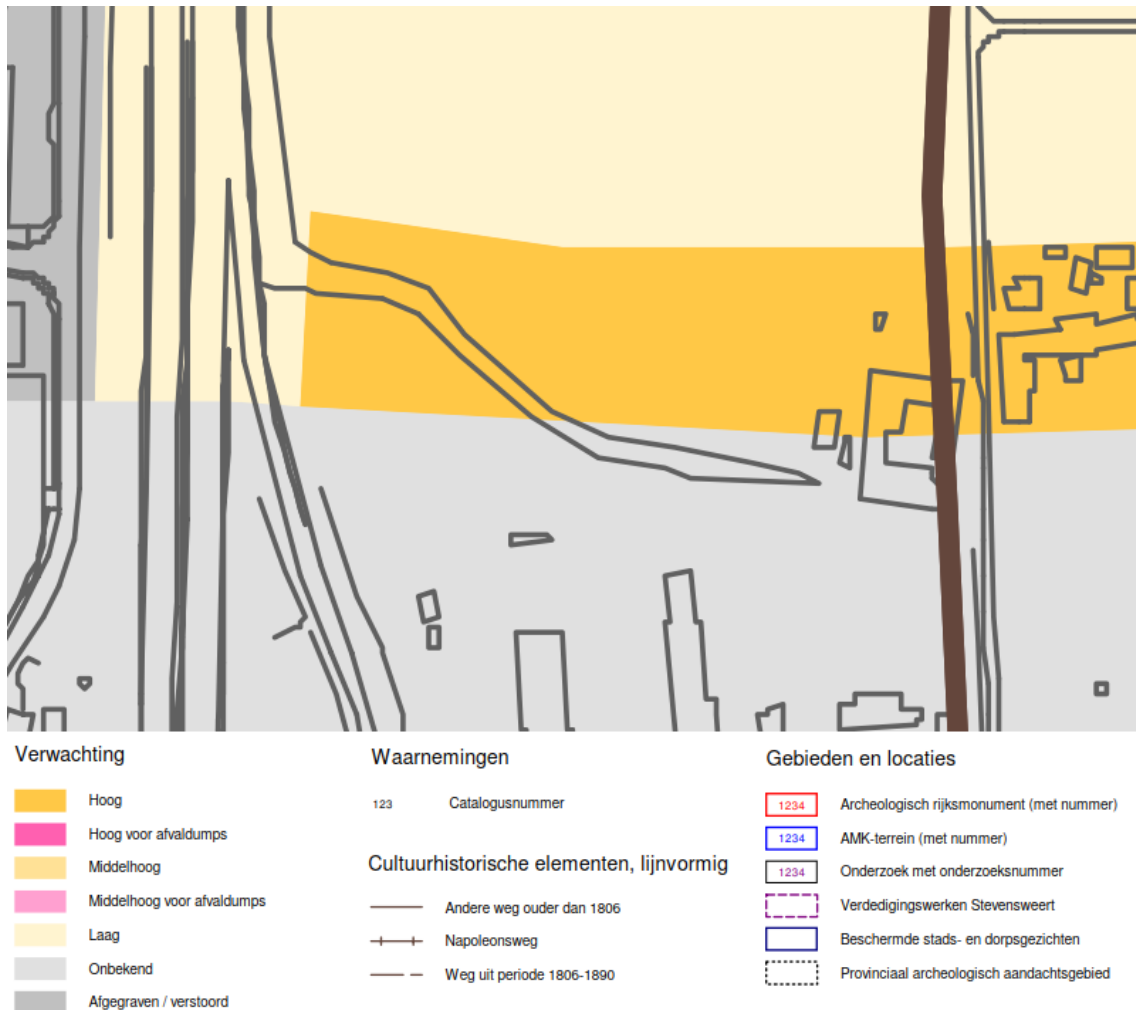 Verwachting
Hoog
Hoog voor afvaldumps
Middelhoog
Middelhoog voor afvaldumps
Laag
Onbekend
Afgegraven / verstoord
Waarnemingen
123 Catalogusnummer
Cultuurhistorische elementen, lijnvormig
Andere weg ouder dan 1806
Napoleonsweg
Weg uit periode 1806-1890
Gebieden en locaties
1234 Archeologisch rijksmonument (met nummer)
1234 AMK-terrein (met nummer)
1234 Onderzoek met onderzoeksnummer
Verdedigingswerken Stevensweert
Beschermde stads- en dorpsgezichten
Provinciaal archeologisch aandachtsgebied